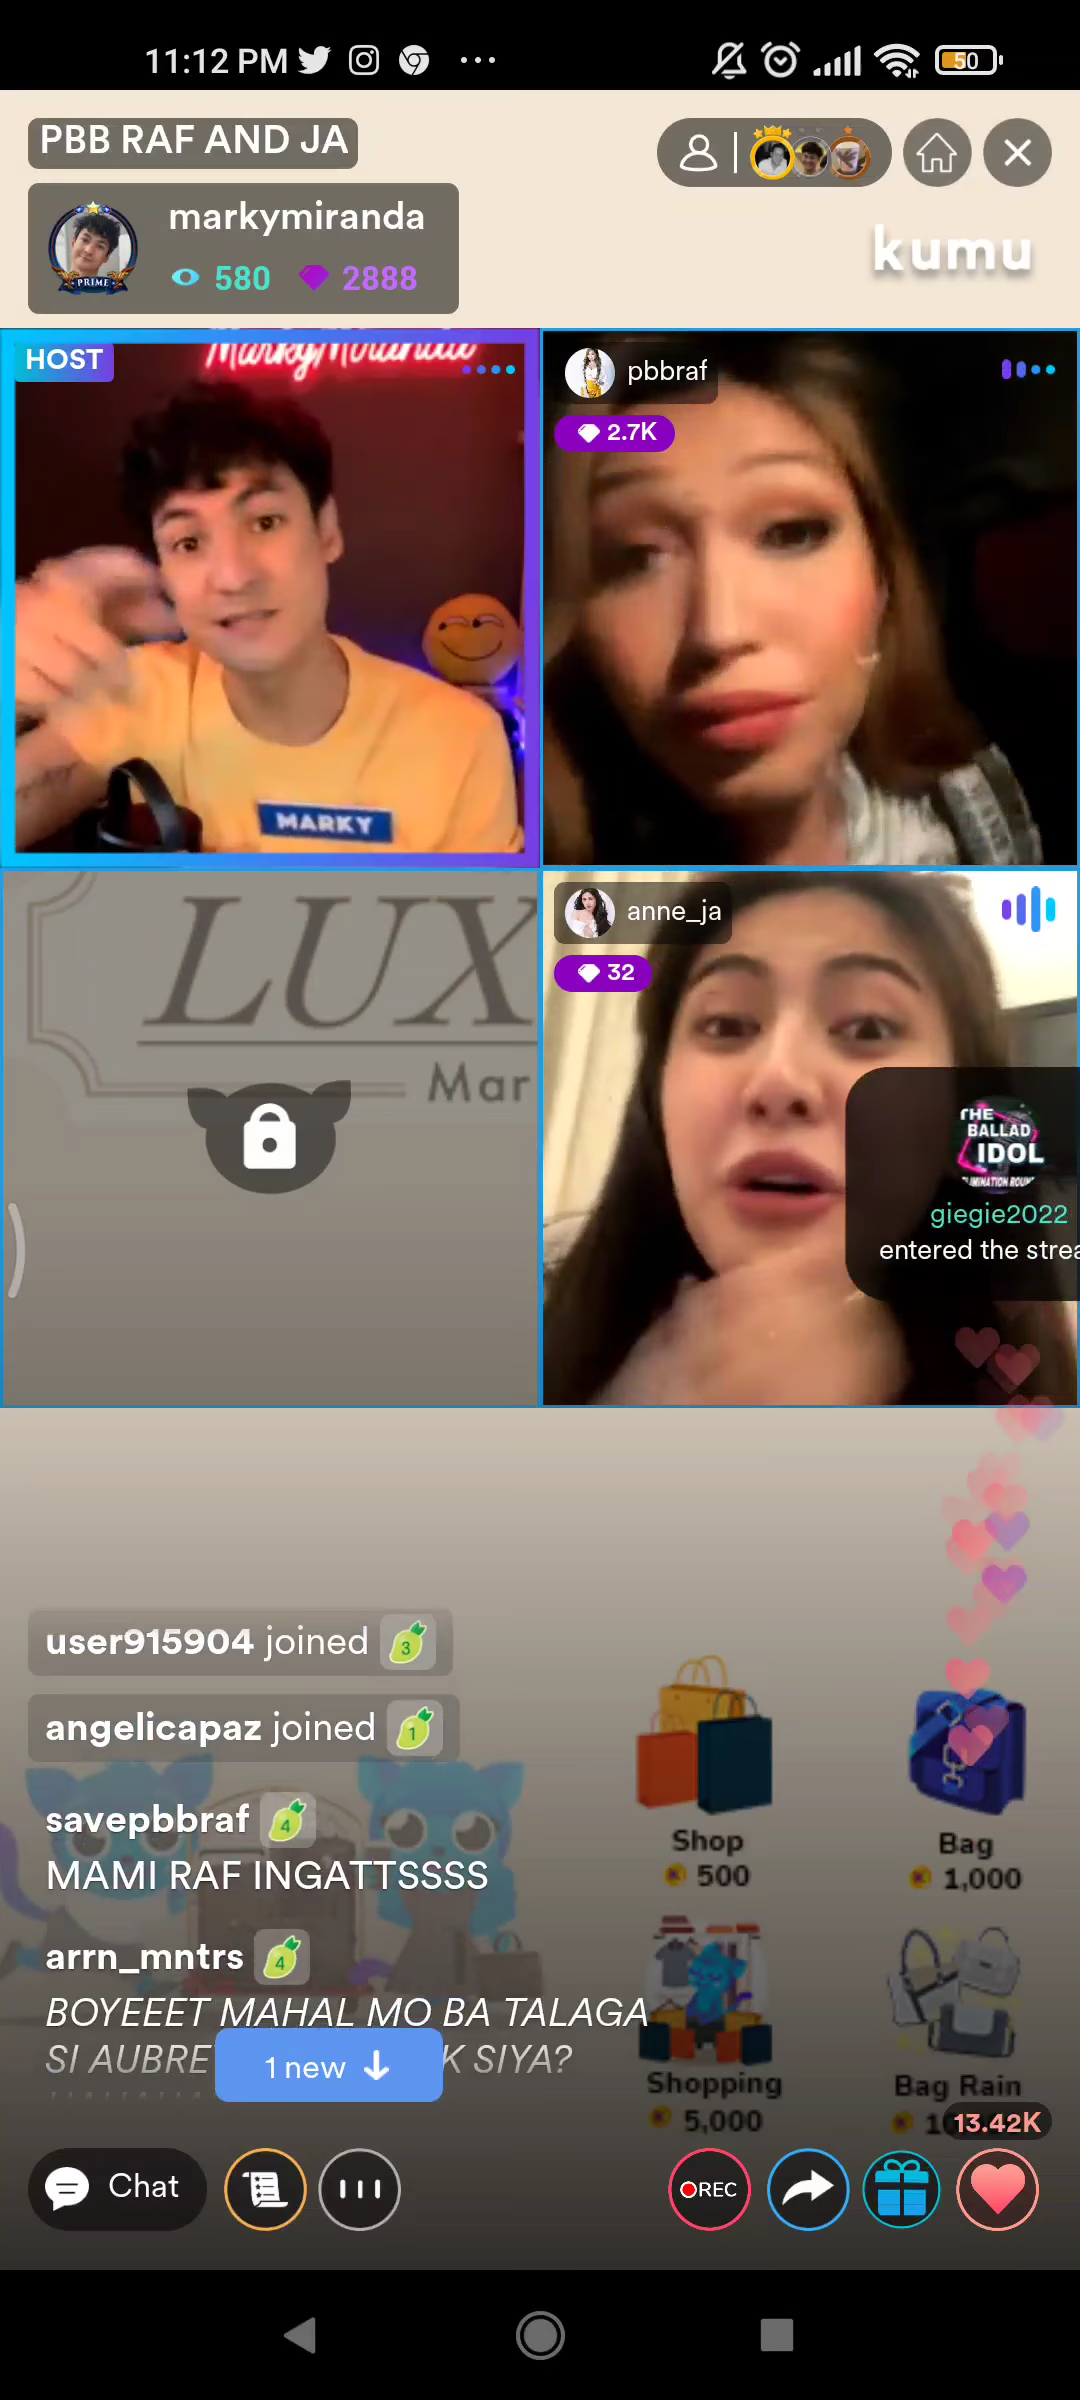 11:12 PM
50
PBB RAF AND JA
markymiranda
PRIME
580
2888
kumu
HOST
MarkyMiranda
MARKY
pbbraf
2.7K
LUX
Mar
anne_ja
32
THE
BALLAD
IDOL
giegie2022
entered the strea
user915904 joined 3
angelicapaz joined 1
savepbbraf 4
MAMI RAF INGATTSSSS
arrn_mntrs 4
BOYEEET MAHAL MO BA TALAGA
SI AUBRE
K SIYA?
1 new
Shop
500
Bag
1,000
Shopping
5,000
Bag Rain
13.42K
Chat
REC